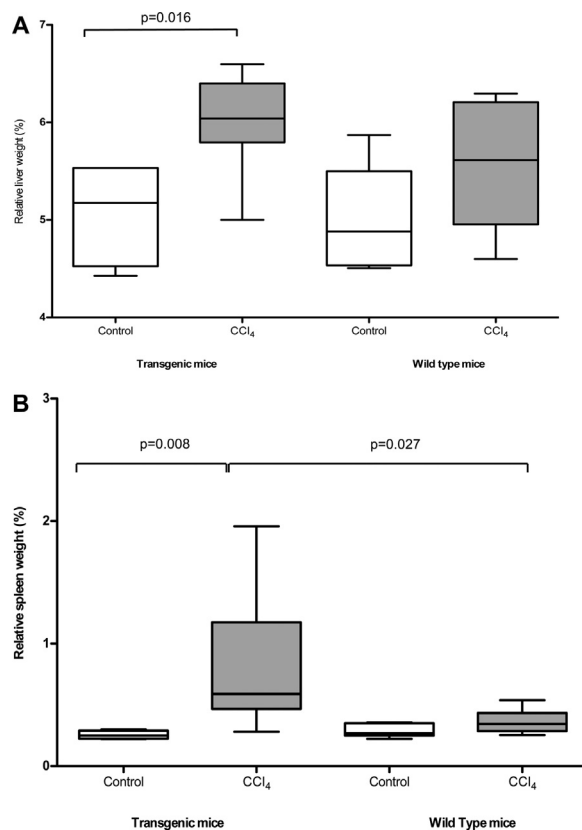 A
p=0.016
7
6
5
4
Relative liver weight (%)
Control
CCl4
Control
CCl4
Transgenic mice
Wild type mice
B
p=0.008
p=0.027
3
2
1
0
Relative spleen weight (%)
Control
CCl4
Control
CCl4
Transgenic mice
Wild Type mice